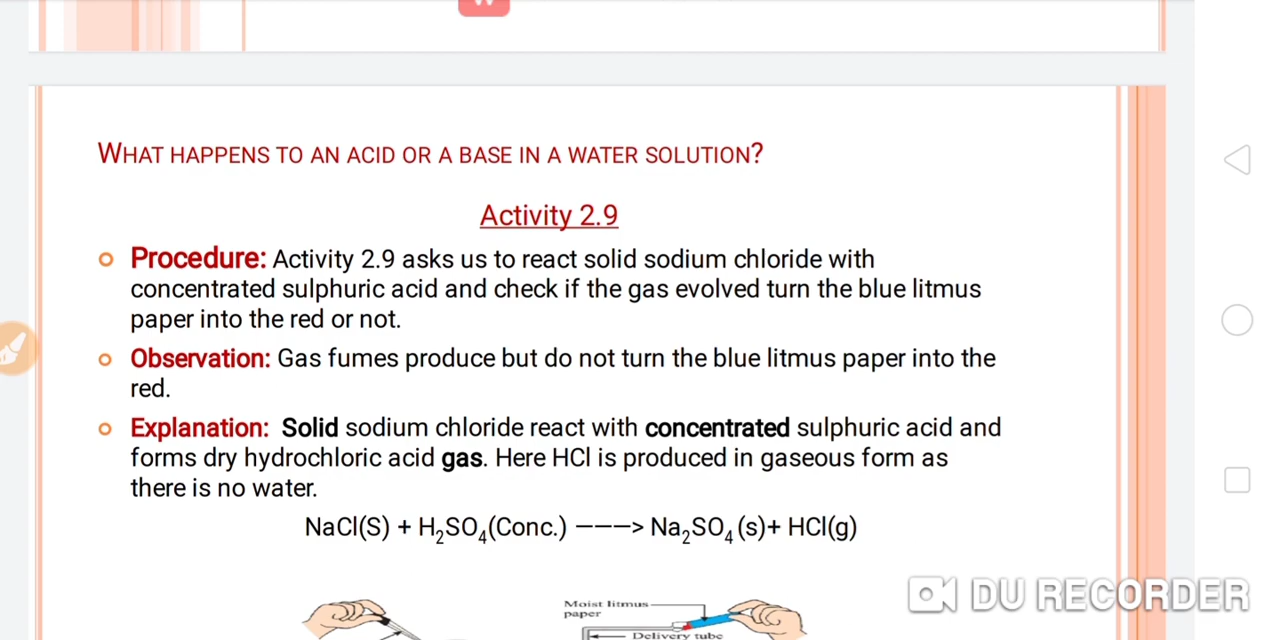 WHAT HAPPENS TO AN ACID OR A BASE IN A WATER SOLUTION?
Activity 2.9
Procedure: Activity 2.9 asks us to react solid sodium chloride with
concentrated sulphuric acid and check if the gas evolved turn the blue litmus
paper into the red or not.
Observation: Gas fumes produce but do not turn the blue litmus paper into the
red.
Explanation: Solid sodium chloride react with concentrated sulphuric acid and
forms dry hydrochloric acid gas. Here HCl is produced in gaseous form as
there is no water.
NaCl(S) + H₂SO₄(Conc.) ———> Na₂SO₄ (s)+ HCl(g)
Moist litmus
paper
Delivery tube
DU RECORDER